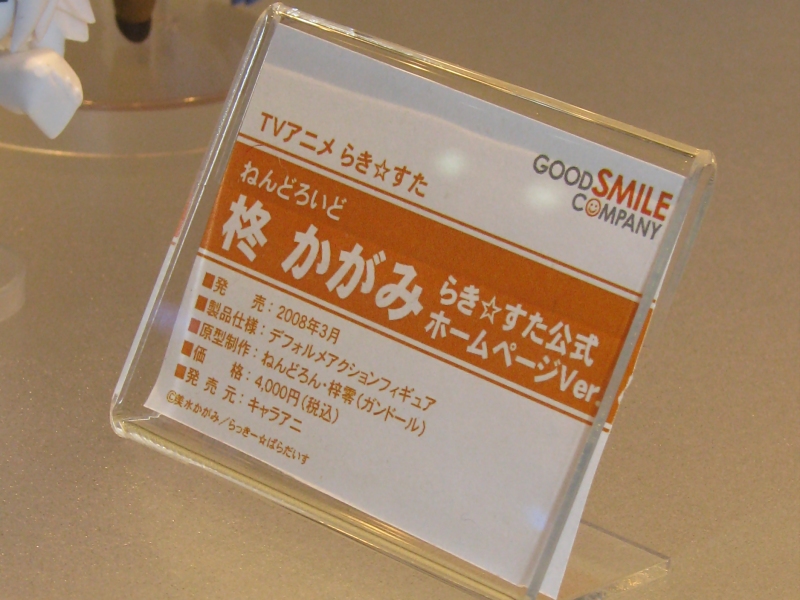 TVアニメ らき☆すた
GOOD SMILE
COMPANY
ねんどろいど
柊 かがみ
らき☆すた公式
ホームページVer.
■発 売：2008年3月
■製品仕様：デフォルメアクションフィギュア
■原型制作：ねんどろん・梓零（ガンドール）
■価 格：4,000円（税込）
■発 売 元：キャラアニ
©美水かがみ／らっきー☆ぱらだいす